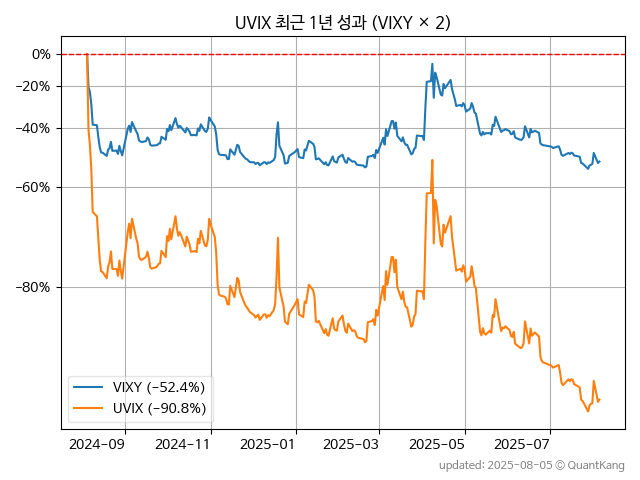 UVIX 최근 1년 성과 (VIXY × 2)
0%
−20%
−40%
−60%
−80%
VIXY (−52.4%)
UVIX (−90.8%)
2024-09
2024-11
2025-01
2025-03
2025-05
2025-07
updated: 2025-08-05 © QuantKang